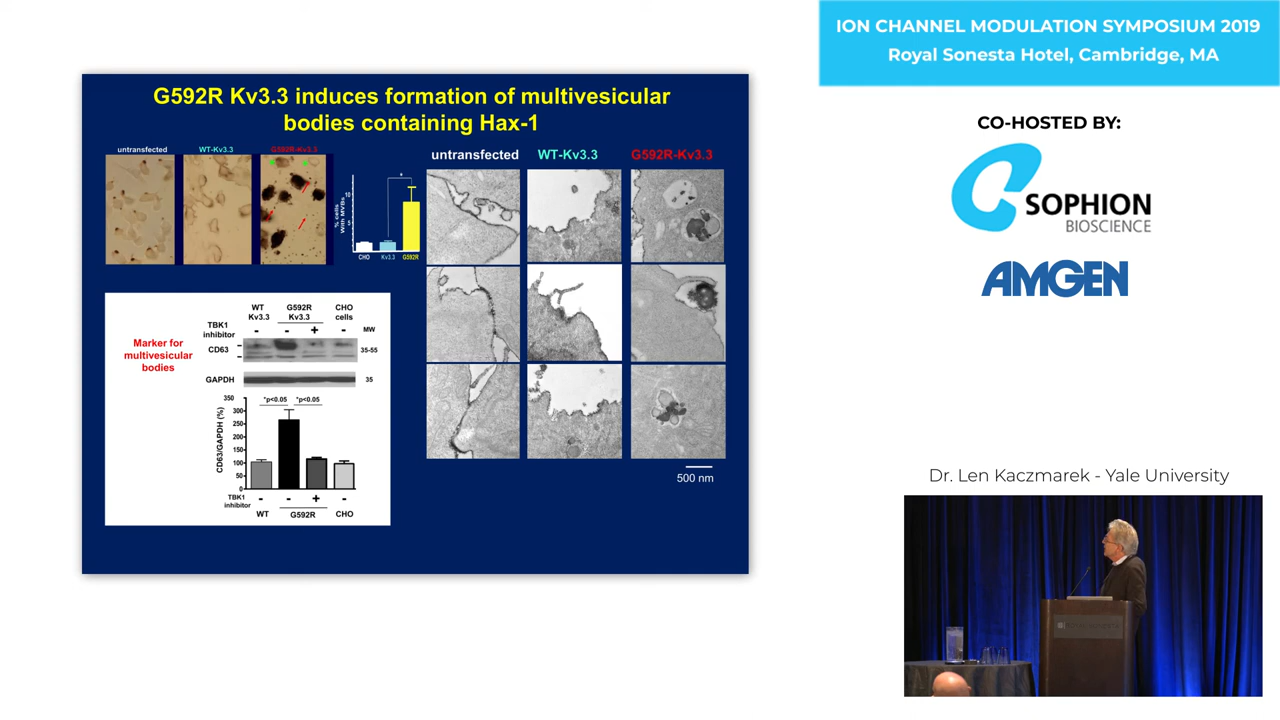 ION CHANNEL MODULATION SYMPOSIUM 2019
Royal Sonesta Hotel, Cambridge, MA
CO-HOSTED BY:
SOPHION
BIOSCIENCE
AMGEN
Dr. Len Kaczmarek - Yale University
G592R Kv3.3 induces formation of multivesicular
bodies containing Hax-1
untransfected
WT-Kv3.3
G592R-Kv3.3
% cells
With MVBs
10
5
*
CHO
Kv3.3
G592R
untransfected
WT-Kv3.3
G592R-Kv3.3
500 nm
Marker for
multivesicular
bodies
WT
Kv3.3
G592R
Kv3.3
CHO
cells
TBK1
inhibitor
- - + -
MW
CD63
35-55
GAPDH
35
CD63/GAPDH (%)
350
300
250
200
150
100
50
0
*p<0.05
*p<0.05
TBK1
inhibitor
- - + -
WT
G592R
CHO